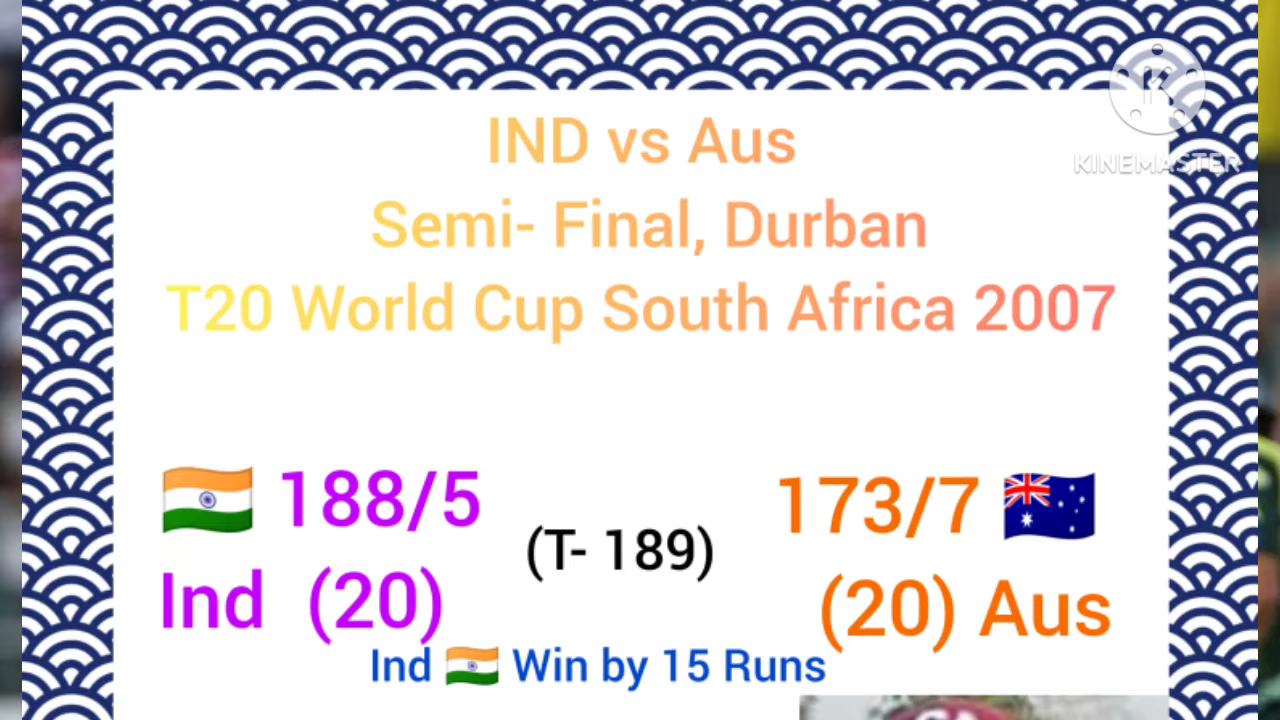 KINEMASTER
IND vs Aus
Semi- Final, Durban
T20 World Cup South Africa 2007
188/5
173/7
(T- 189)
Ind (20)
(20) Aus
Ind Win by 15 Runs